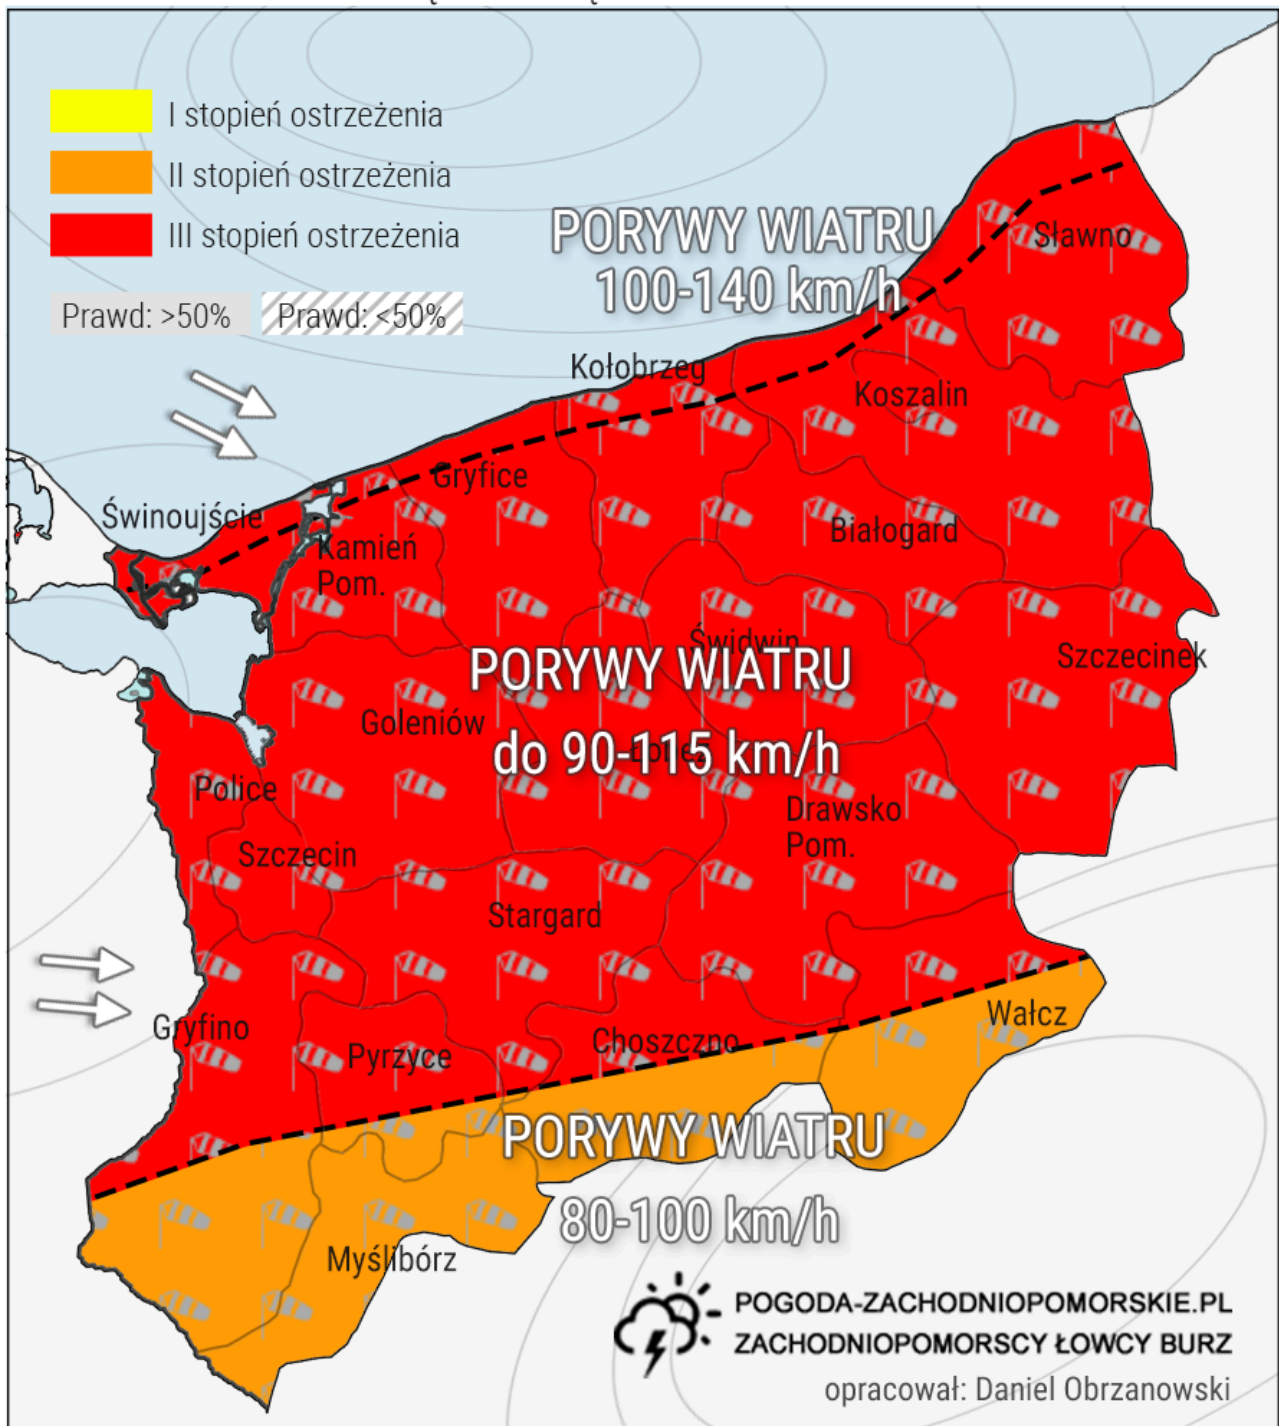 I stopień ostrzeżenia
II stopień ostrzeżenia
III stopień ostrzeżenia
Prawd: >50% Prawd: <50%
PORYWY WIATRU
100-140 km/h
Sławno
Kołobrzeg
Koszalin
Gryfice
Świnoujście
Białogard
Kamień
Pom.
Świdwin
Szczecinek
PORYWY WIATRU
do 90-115 km/h
Goleniów
Police
Drawsko
Pom.
Szczecin
Stargard
Wałcz
Gryfino
Choszczno
Pyrzyce
PORYWY WIATRU
80-100 km/h
Myślibórz
POGODA-ZACHODNIOPOMORSKIE.PL
ZACHODNIOPOMORSCY ŁOWCY BURZ
opracował: Daniel Obrzanowski